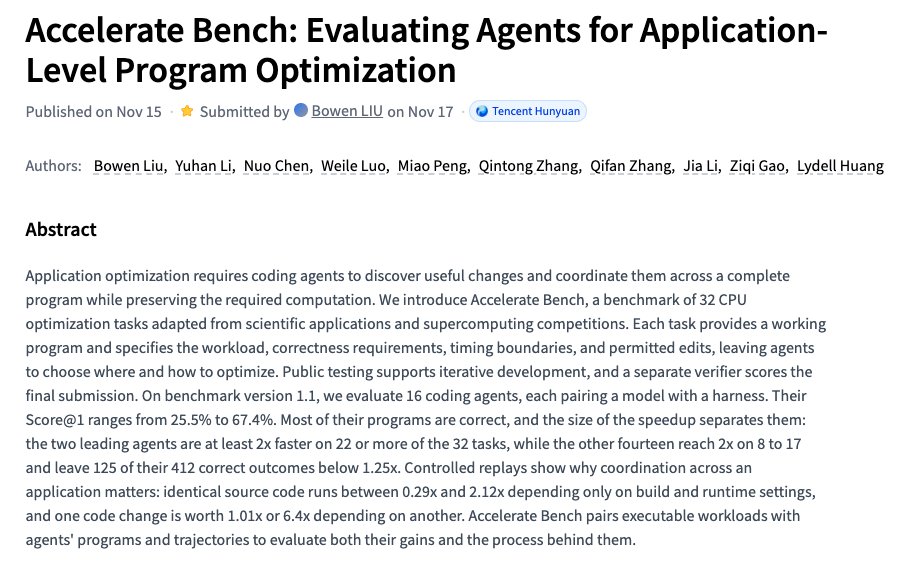 Accelerate Bench: Evaluating Agents for Application-
Level Program Optimization
Published on Nov 15 · Submitted by Bowen LIU on Nov 17 · Tencent Hunyuan
Authors: Bowen Liu, Yuhan Li, Nuo Chen, Weile Luo, Miao Peng, Qintong Zhang, Qifan Zhang, Jia Li, Ziqi Gao, Lydell Huang
Abstract
Application optimization requires coding agents to discover useful changes and coordinate them across a complete
program while preserving the required computation. We introduce Accelerate Bench, a benchmark of 32 CPU
optimization tasks adapted from scientific applications and supercomputing competitions. Each task provides a working
program and specifies the workload, correctness requirements, timing boundaries, and permitted edits, leaving agents
to choose where and how to optimize. Public testing supports iterative development, and a separate verifier scores the
final submission. On benchmark version 1.1, we evaluate 16 coding agents, each pairing a model with a harness. Their
Score@1 ranges from 25.5% to 67.4%. Most of their programs are correct, and the size of the speedup separates them:
the two leading agents are at least 2x faster on 22 or more of the 32 tasks, while the other fourteen reach 2x on 8 to 17
and leave 125 of their 412 correct outcomes below 1.25x. Controlled replays show why coordination across an
application matters: identical source code runs between 0.29x and 2.12x depending only on build and runtime settings,
and one code change is worth 1.01x or 6.4x depending on another. Accelerate Bench pairs executable workloads with
agents' programs and trajectories to evaluate both their gains and the process behind them.